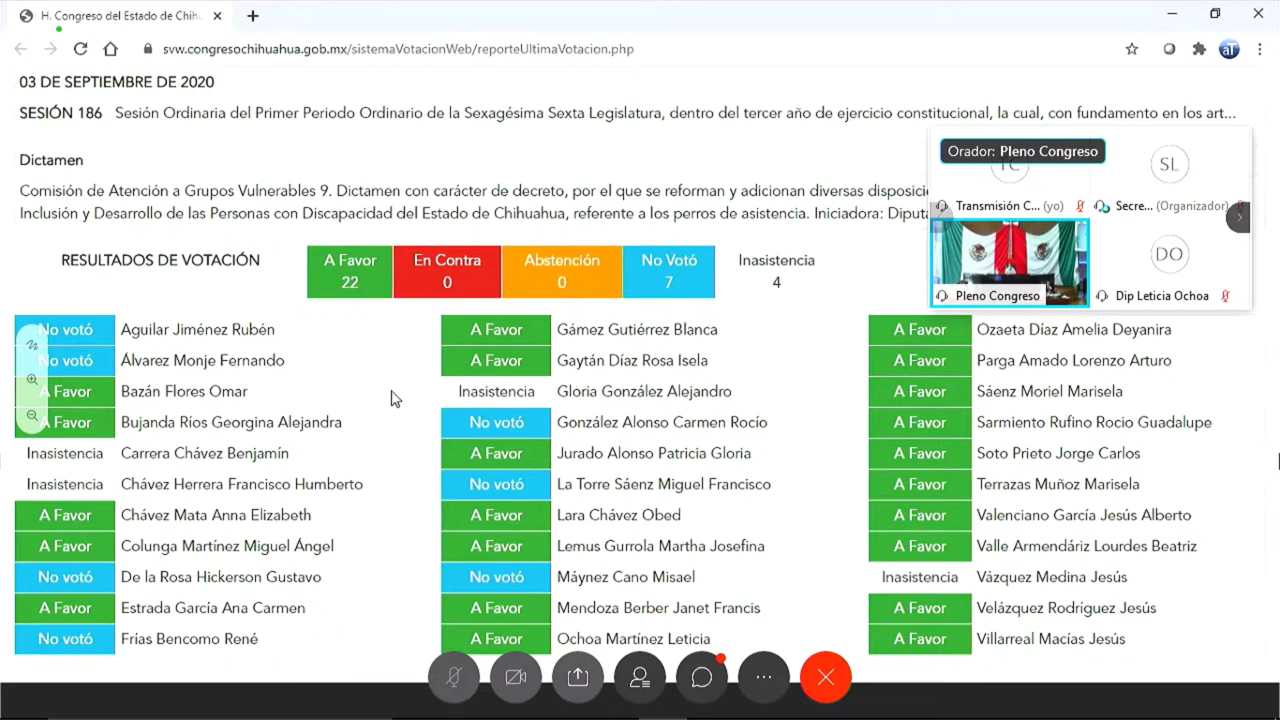 H. Congreso del Estado de Chih
svw.congresochihuahua.gob.mx/sistemaVotacionWeb/reporteUltimaVotacion.php
aT
03 DE SEPTIEMBRE DE 2020
SESIÓN 186 Sesión Ordinaria del Primer Periodo Ordinario de la Sexagésima Sexta Legislatura, dentro del tercer año de ejercicio constitucional, la cual, con fundamento en los art...
Dictamen
Comisión de Atención a Grupos Vulnerables 9. Dictamen con carácter de decreto, por el que se reforman y adicionan diversas
Inclusión y Desarrollo de las Personas con Discapacidad del Estado de Chihuahua, referente a los perros de asistencia. Iniciadora:
Orador: Pleno Congreso
TC
SL
Transmisión C... (yo)
Secre... (Organizador)
DO
Pleno Congreso
Dip Leticia Ochoa
RESULTADOS DE VOTACIÓN
A Favor 22
En Contra 0
Abstención 0
No Votó 7
Inasistencia 4
No votó Aguilar Jiménez Rubén
No votó Álvarez Monje Fernando
A Favor Bazán Flores Omar
A Favor Bujanda Ríos Georgina Alejandra
Inasistencia Carrera Chávez Benjamín
Inasistencia Chávez Herrera Francisco Humberto
A Favor Chávez Mata Anna Elizabeth
A Favor Colunga Martínez Miguel Ángel
No votó De la Rosa Hickerson Gustavo
A Favor Estrada García Ana Carmen
No votó Frías Bencomo René
A Favor Gámez Gutiérrez Blanca
A Favor Gaytán Díaz Rosa Isela
Inasistencia Gloria González Alejandro
No votó González Alonso Carmen Rocío
A Favor Jurado Alonso Patricia Gloria
No votó La Torre Sáenz Miguel Francisco
A Favor Lara Chávez Obed
A Favor Lemus Gurrola Martha Josefina
No votó Máynez Cano Misael
A Favor Mendoza Berber Janet Francis
A Favor Ochoa Martínez Leticia
A Favor Ozaeta Díaz Amelia Deyanira
A Favor Parga Amado Lorenzo Arturo
A Favor Sáenz Moriel Marisela
A Favor Sarmiento Rufino Rocio Guadalupe
A Favor Soto Prieto Jorge Carlos
A Favor Terrazas Muñoz Marisela
A Favor Valenciano García Jesús Alberto
A Favor Valle Armendáriz Lourdes Beatriz
Inasistencia Vázquez Medina Jesús
A Favor Velázquez Rodríguez Jesús
A Favor Villarreal Macías Jesús